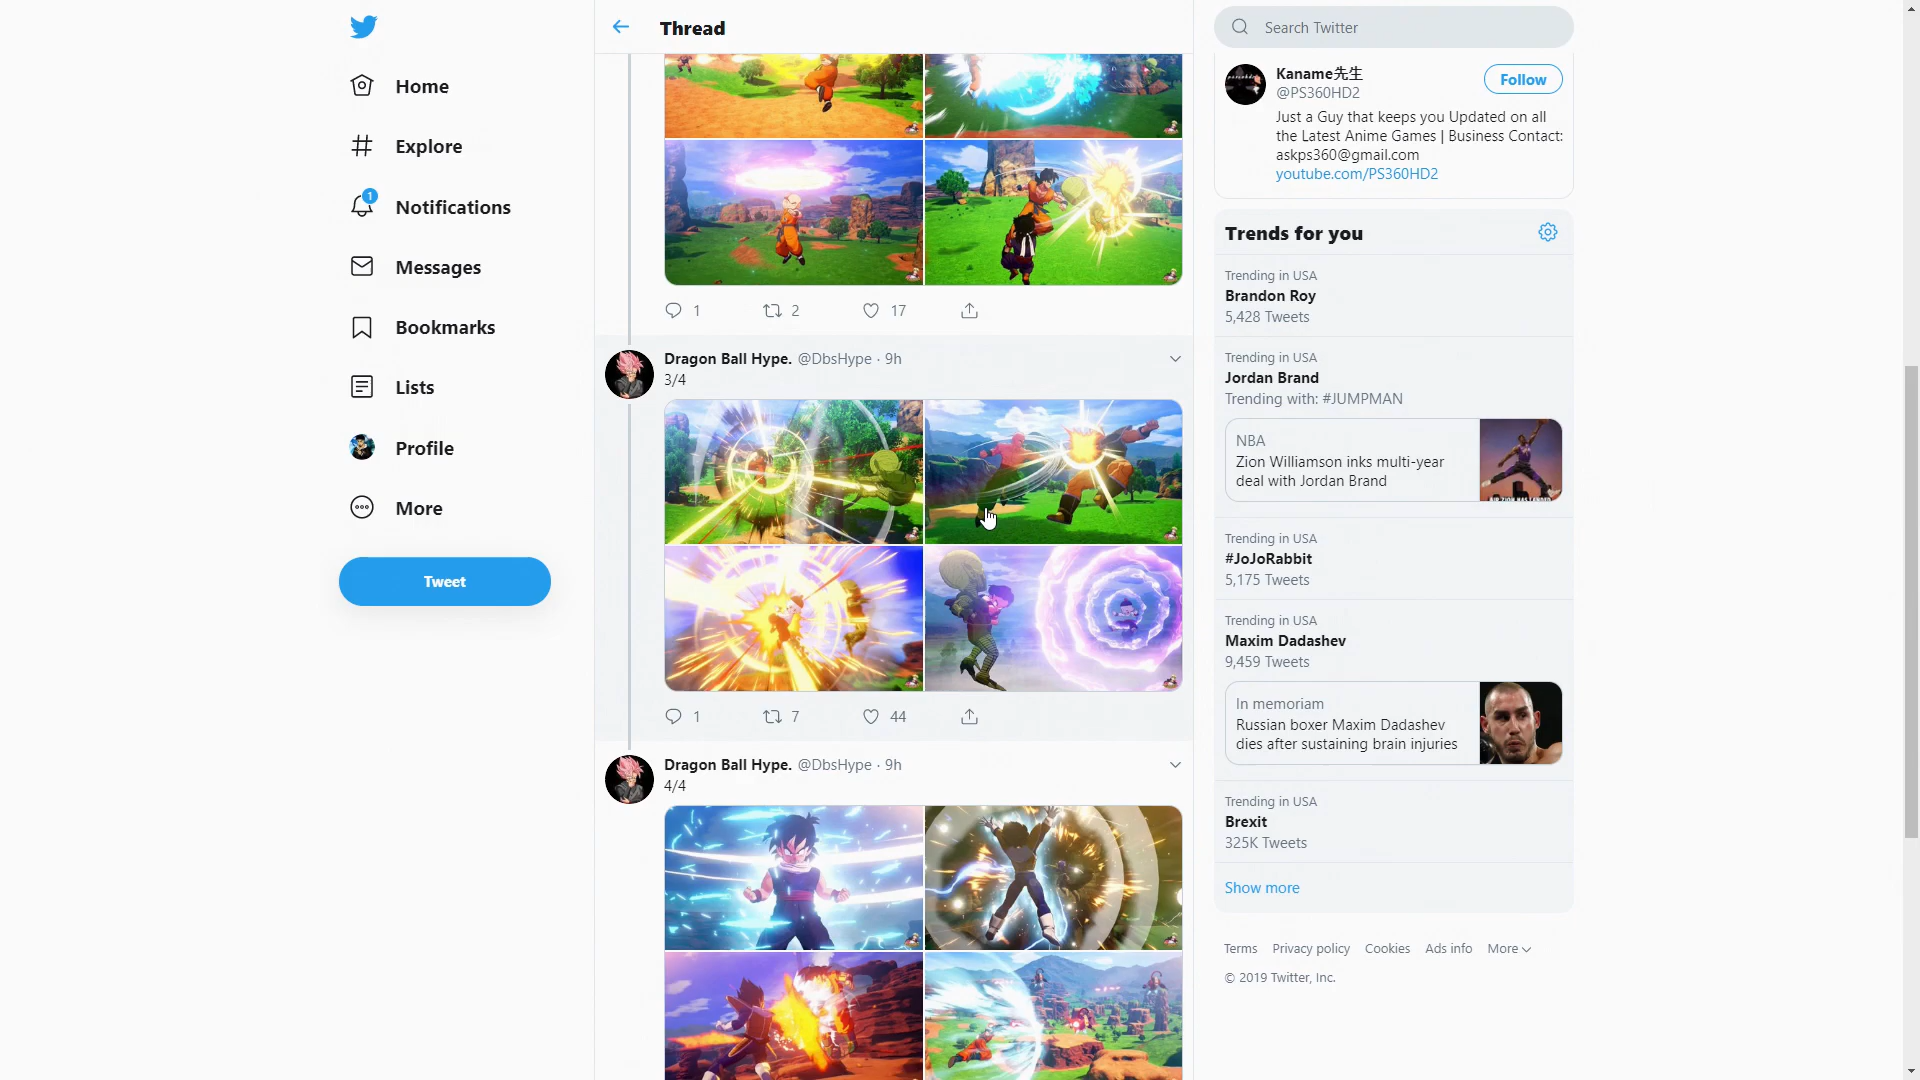 Home
Explore
1
Notifications
Messages
Bookmarks
Lists
Profile
More
Tweet
Thread
1 2 17
Dragon Ball Hype. @DbsHype · 9h
3/4
1 7 44
Dragon Ball Hype. @DbsHype · 9h
4/4
Search Twitter
Kaname先生
@PS360HD2
Follow
Just a Guy that keeps you Updated on all
the Latest Anime Games | Business Contact:
askps360@gmail.com
youtube.com/PS360HD2
Trends for you
Trending in USA
Brandon Roy
5,428 Tweets
Trending in USA
Jordan Brand
Trending with: #JUMPMAN
NBA
Zion Williamson inks multi-year
deal with Jordan Brand
Trending in USA
#JoJoRabbit
5,175 Tweets
Trending in USA
Maxim Dadashev
9,459 Tweets
In memoriam
Russian boxer Maxim Dadashev
dies after sustaining brain injuries
Trending in USA
Brexit
325K Tweets
Show more
Terms Privacy policy Cookies Ads info More
© 2019 Twitter, Inc.